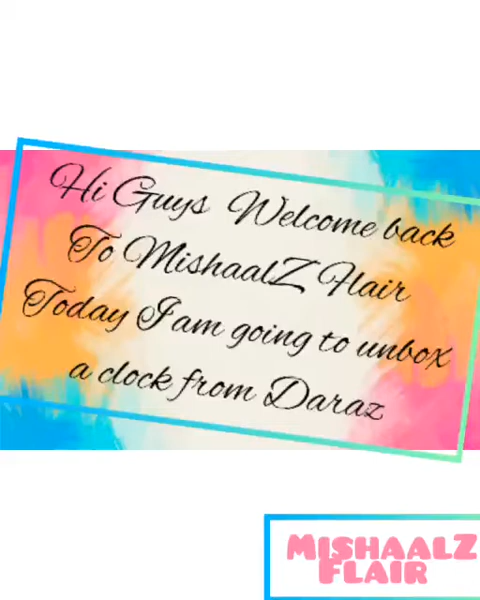 Hi Guys Welcome back
To MishaalZ Flair
Today I am going to unbox
a clock from Daraz
MISHAALZ
FLAIR